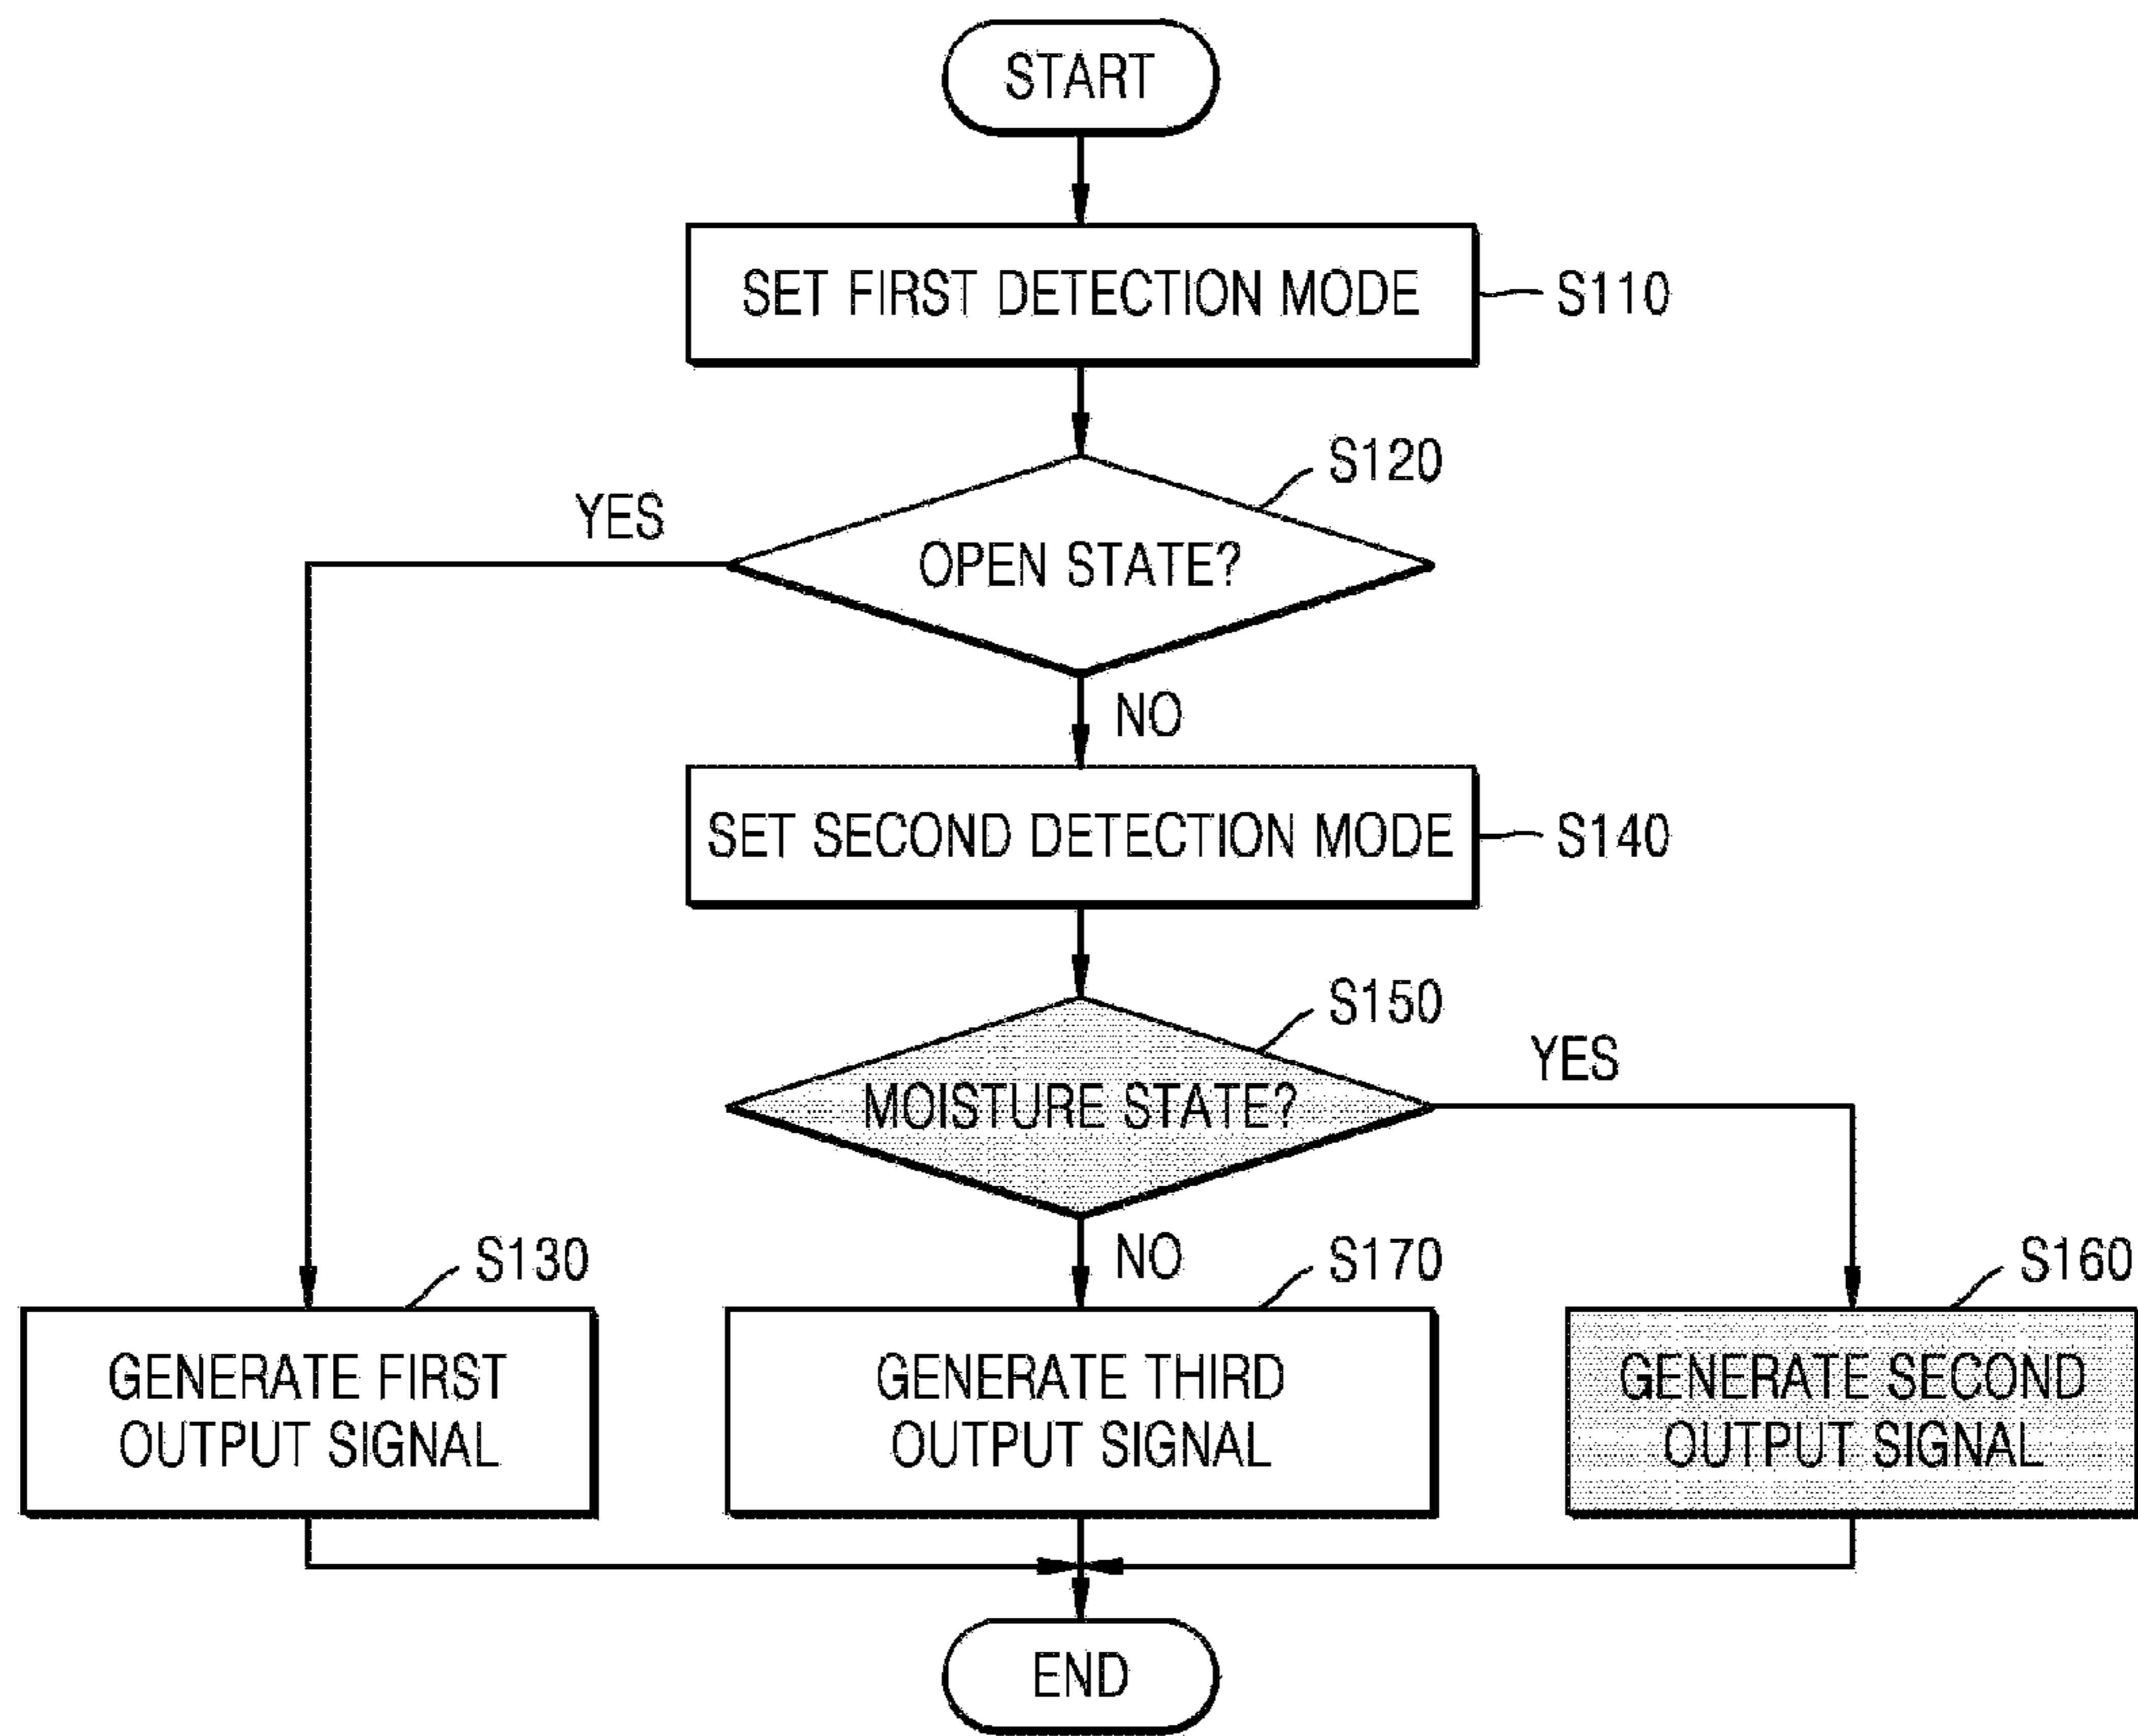 START
SET FIRST DETECTION MODE
S110
S120
YES
OPEN STATE?
NO
SET SECOND DETECTION MODE
S140
S150
YES
MOISTURE STATE?
NO
S130
S170
S160
GENERATE FIRST
OUTPUT SIGNAL
GENERATE THIRD
OUTPUT SIGNAL
GENERATE SECOND
OUTPUT SIGNAL
END